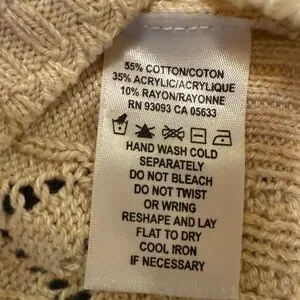 55% COTTON/COTON
35% ACRYLIC/ACRYLIQUE
10% RAYON/RAYONNE
RN 93093 CA 05633
HAND WASH COLD
SEPARATELY
DO NOT BLEACH
DO NOT TWIST
OR WRING
RESHAPE AND LAY
FLAT TO DRY
COOL IRON
IF NECESSARY